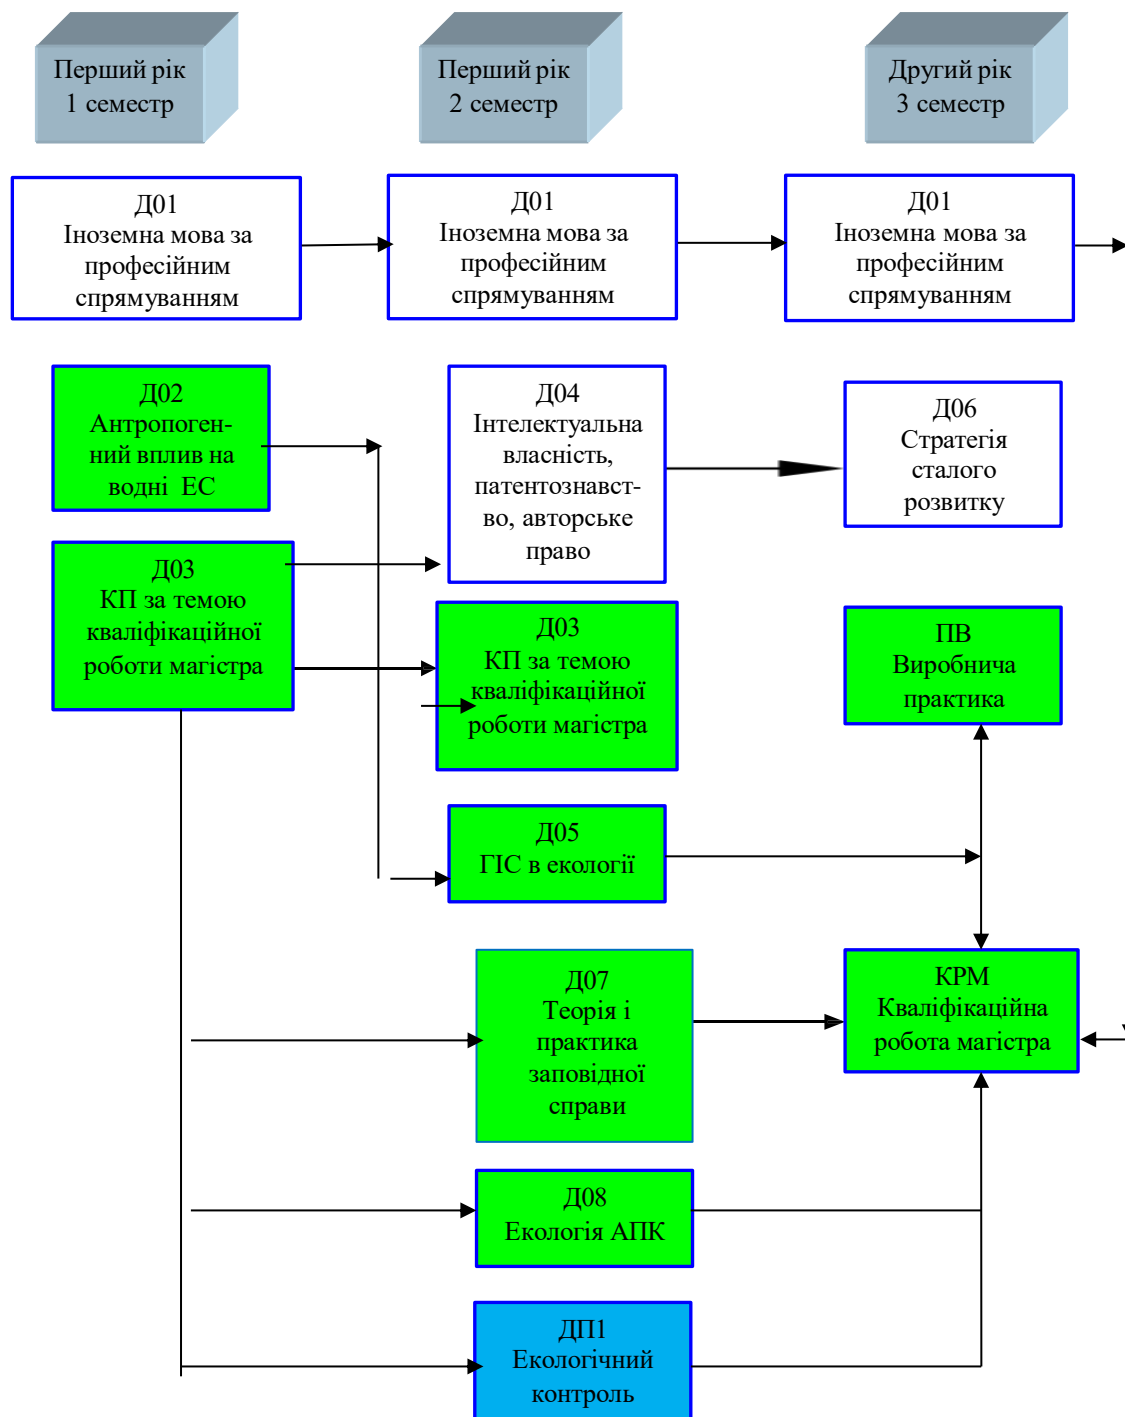 Перший рік
1 семестр
Перший рік
2 семестр
Другий рік
3 семестр
Д01
Іноземна мова за
професійним
спрямуванням
Д01
Іноземна мова за
професійним
спрямуванням
Д01
Іноземна мова за
професійним
спрямуванням
Д02
Антропоген-
ний вплив на
водні ЕС
Д04
Інтелектуальна
власність,
патентознавст-
во, авторське
право
Д06
Стратегія
сталого
розвитку
Д03
КП за темою
кваліфікаційної
роботи магістра
Д03
КП за темою
кваліфікаційної
роботи магістра
ПВ
Виробнича
практика
Д05
ГІС в екології
Д07
Теорія і
практика
заповідної
справи
КРМ
Кваліфікаційна
робота магістра
Д08
Екологія АПК
ДП1
Екологічний
контроль